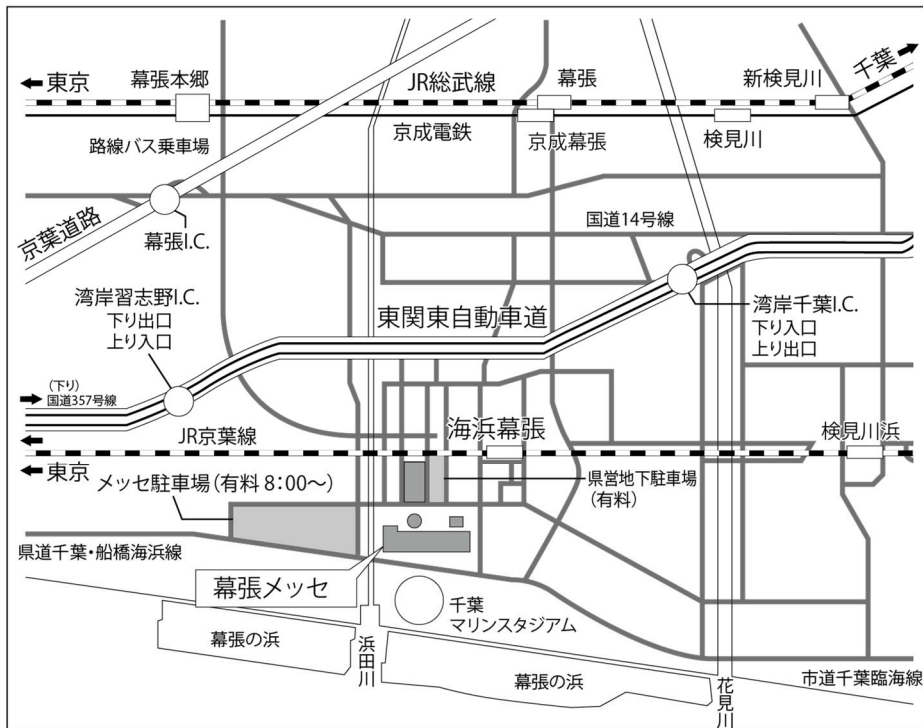 東京
幕張本郷
JR総武線
幕張
新検見川
千葉
路線バス乗車場
京成電鉄
京成幕張
検見川
国道14号線
京葉道路
幕張I.C.
湾岸習志野I.C.
下り出口
上り入口
東関東自動車道
湾岸千葉I.C.
下り入口
上り出口
(下り)
国道357号線
JR京葉線
海浜幕張
検見川浜
東京
メッセ駐車場(有料 8:00〜)
県営地下駐車場
(有料)
県道千葉・船橋海浜線
幕張メッセ
千葉
マリンスタジアム
幕張の浜
浜田川
幕張の浜
花見川
市道千葉臨海線